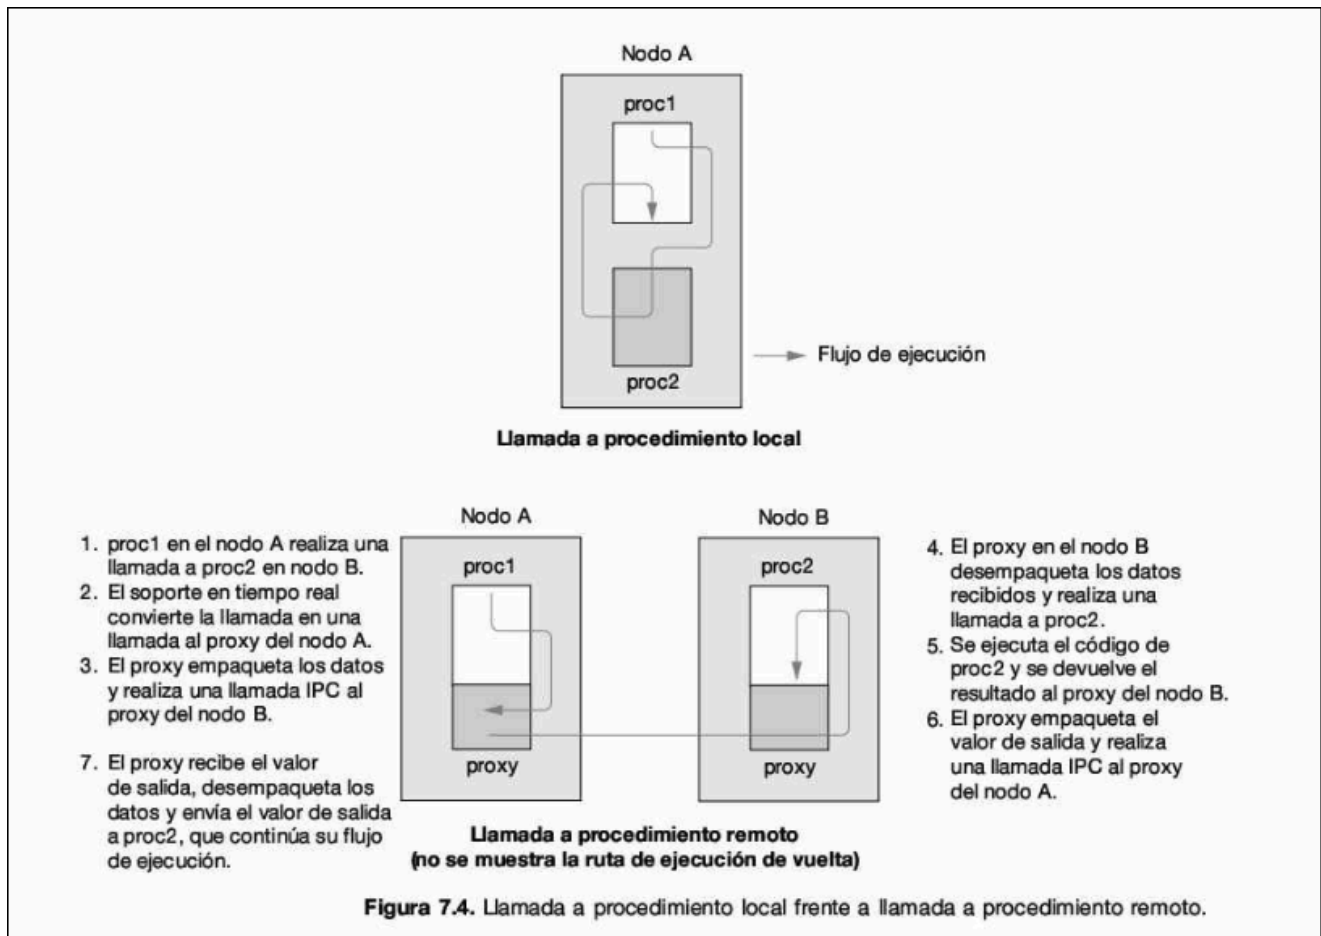 Nodo A
proc1
proc2
Flujo de ejecución
Llamada a procedimiento local
Nodo A
proc1
proxy
Nodo B
proc2
proxy
1. proc1 en el nodo A realiza una
llamada a proc2 en nodo B.
2. El soporte en tiempo real
convierte la llamada en una
llamada al proxy del nodo A.
3. El proxy empaqueta los datos
y realiza una llamada IPC al
proxy del nodo B.
7. El proxy recibe el valor
de salida, desempaqueta los
datos y envía el valor de salida
a proc2, que continúa su flujo
de ejecución.
4. El proxy en el nodo B
desempaqueta los datos
recibidos y realiza una
llamada a proc2.
5. Se ejecuta el código de
proc2 y se devuelve el
resultado al proxy del nodo B.
6. El proxy empaqueta el
valor de salida y realiza
una llamada IPC al proxy
del nodo A.
Llamada a procedimiento remoto
(no se muestra la ruta de ejecución de vuelta)
Figura 7.4. Llamada a procedimiento local frente a llamada a procedimiento remoto.